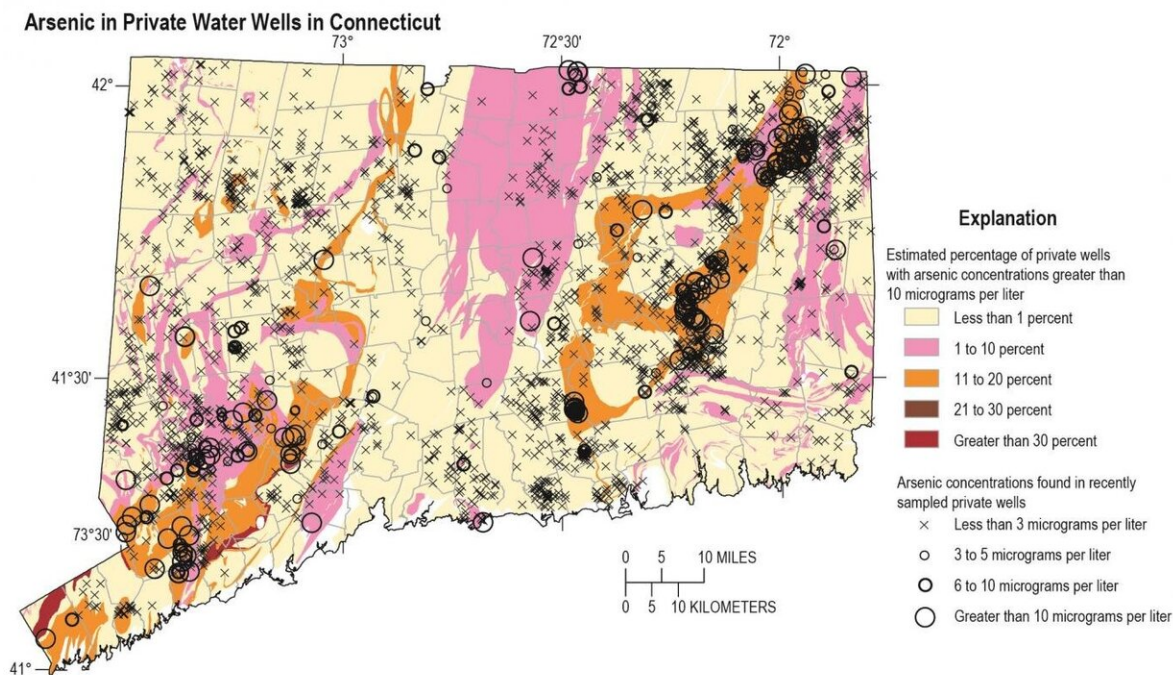 Arsenic in Private Water Wells in Connecticut
73°
72°30'
72°
42°
41°30'
73°30'
41°
0 5 10 MILES
0 5 10 KILOMETERS
Explanation
Estimated percentage of private wells
with arsenic concentrations greater than
10 micrograms per liter
Less than 1 percent
1 to 10 percent
11 to 20 percent
21 to 30 percent
Greater than 30 percent
Arsenic concentrations found in recently
sampled private wells
Less than 3 micrograms per liter
3 to 5 micrograms per liter
6 to 10 micrograms per liter
Greater than 10 micrograms per liter